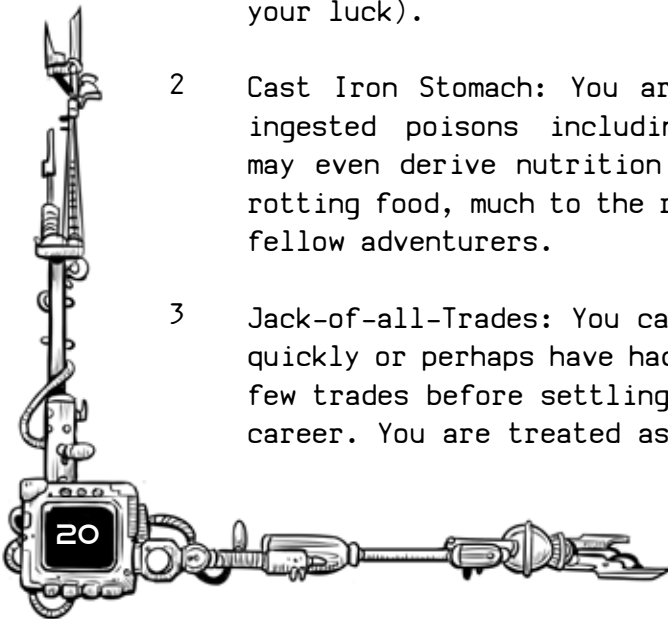 your luck).
2 Cast Iron Stomach: You ar
ingested poisons includin
may even derive nutrition
rotting food, much to the r
fellow adventurers.
3 Jack-of-all-Trades: You ca
quickly or perhaps have had
few trades before settling
career. You are treated as
20